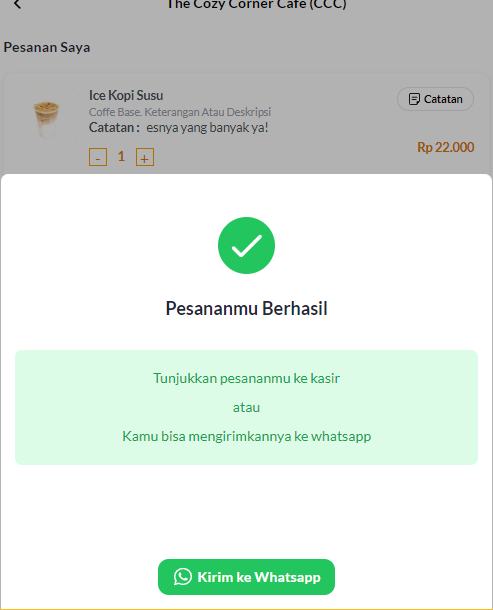 The Cozy Corner Cafe (CCC)
Pesanan Saya
Ice Kopi Susu
Catatan
Coffe Base. Keterangan Atau Deskripsi
Catatan : esnya yang banyak ya!
- 1 +
Rp 22.000
Pesananmu Berhasil
Tunjukkan pesananmu ke kasir
atau
Kamu bisa mengirimkannya ke whatsapp
Kirim ke Whatsapp